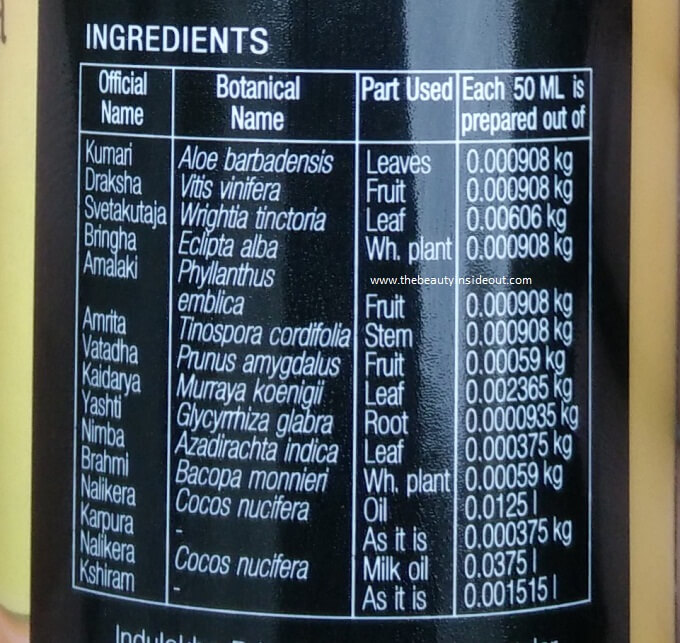 INGREDIENTS
Official Name Botanical Name Part Used Each 50 ML is prepared out of
Kumari Aloe barbadensis Leaves 0.000908 kg
Draksha Vitis vinifera Fruit 0.000908 kg
Svetakutaja Wrightia tinctoria Leaf 0.00606 kg
Bringha Eclipta alba Wh. plant 0.000908 kg
Amalaki Phyllanthus
www.thebeautyinsideout.com
emblica Fruit 0.000908 kg
Amrita Tinospora cordifolia Stem 0.000908 kg
Vatadha Prunus amygdalus Fruit 0.00059 kg
Kaidarya Murraya koenigii Leaf 0.002365 kg
Yashti Glycyrrhiza glabra Root 0.0000935 kg
Nimba Azadirachta indica Leaf 0.000375 kg
Brahmi Bacopa monnieri Wh. plant 0.00059 kg
Nalikera Cocos nucifera Oil 0.0125 l
Karpura - As it is 0.000375 kg
Nalikera Cocos nucifera Milk oil 0.0375 l
Kshiram - As it is 0.001515 l